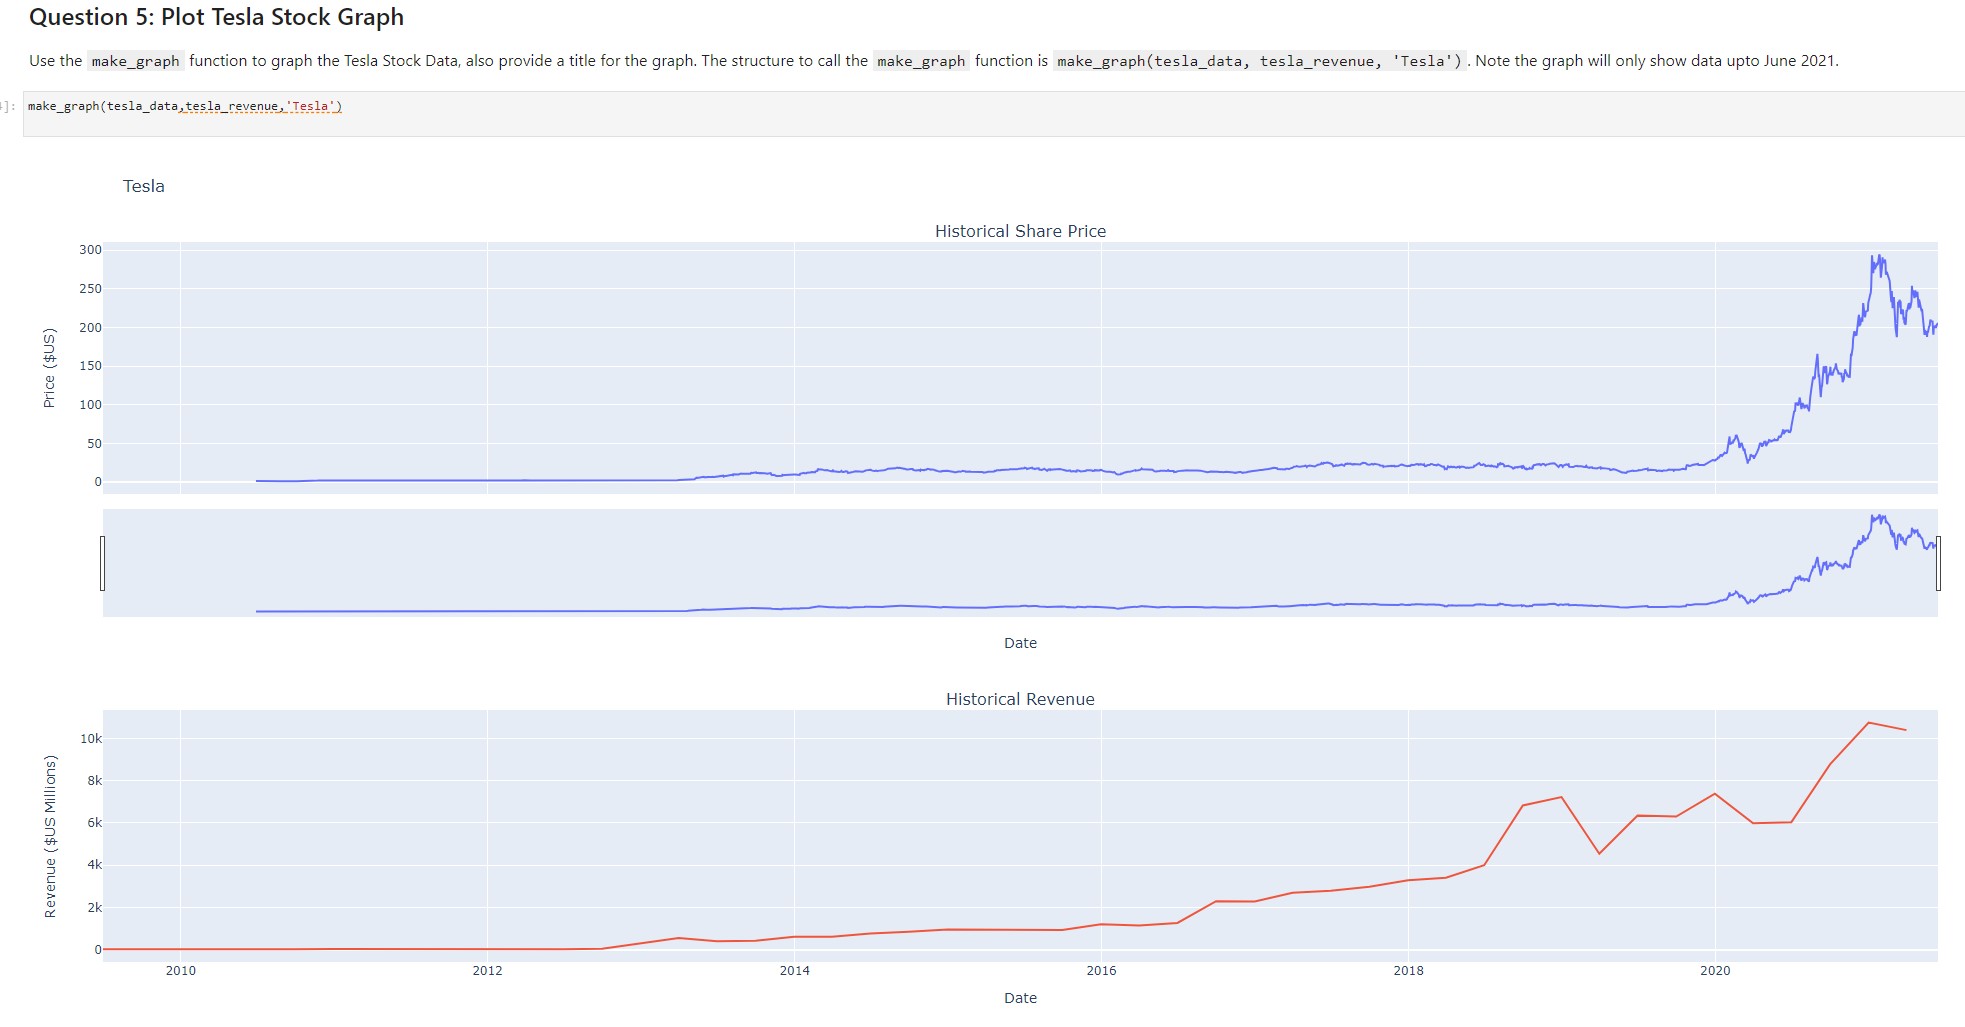 Question 5: Plot Tesla Stock Graph
Use the make_graph function to graph the Tesla Stock Data, also provide a title for the graph. The structure to call the make_graph function is make_graph(tesla_data, tesla_revenue, 'Tesla') . Note the graph will only show data upto June 2021.
]: make_graph(tesla_data,tesla_revenue,'Tesla')
Tesla
Historical Share Price
300
250
200
150
100
50
0
Price ($US)
Date
Historical Revenue
10k
8k
6k
4k
2k
0
Revenue ($US Millions)
2010 2012 2014 2016 2018 2020
Date